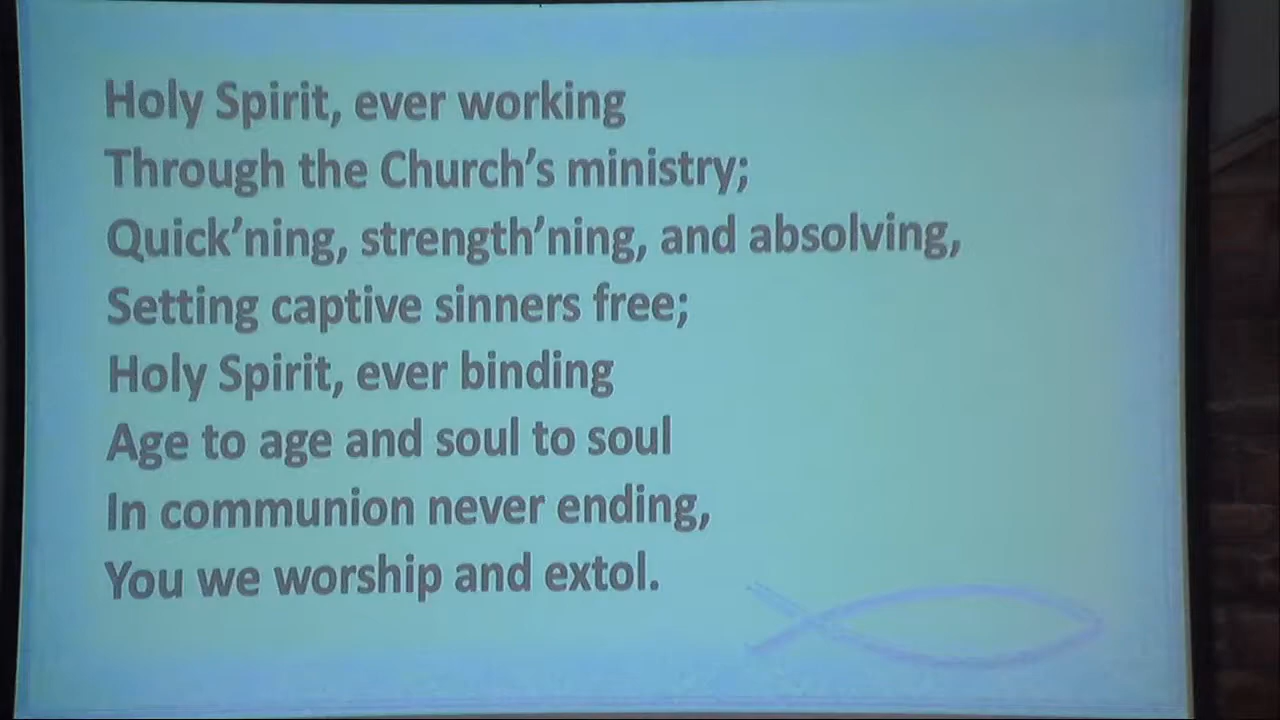 Holy Spirit, ever working
Through the Church’s ministry;
Quick’ning, strength’ning, and absolving,
Setting captive sinners free;
Holy Spirit, ever binding
Age to age and soul to soul
In communion never ending,
You we worship and extol.